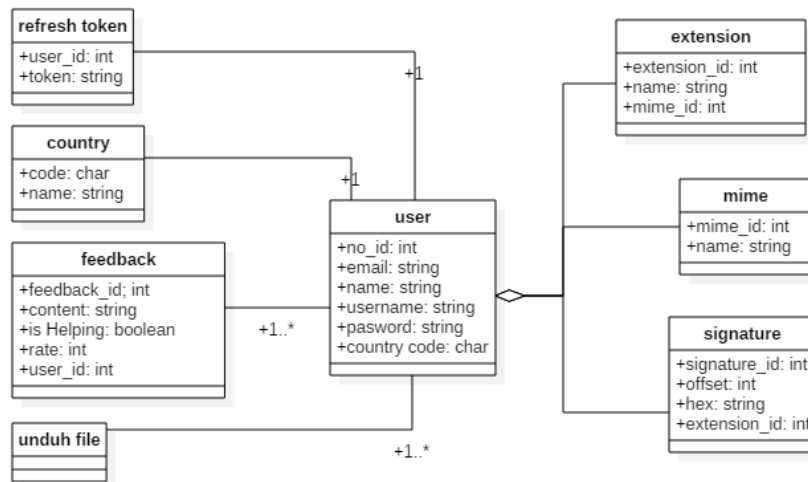 refresh token
+user_id: int
+token: string
+1
country
+code: char
+name: string
+1
feedback
+feedback_id; int
+content: string
+is Helping: boolean
+rate: int
+user_id: int
+1..*
unduh file
+1..*
user
+no_id: int
+email: string
+name: string
+username: string
+pasword: string
+country code: char
extension
+extension_id: int
+name: string
+mime_id: int
mime
+mime_id: int
+name: string
signature
+signature_id: int
+offset: int
+hex: string
+extension_id: int